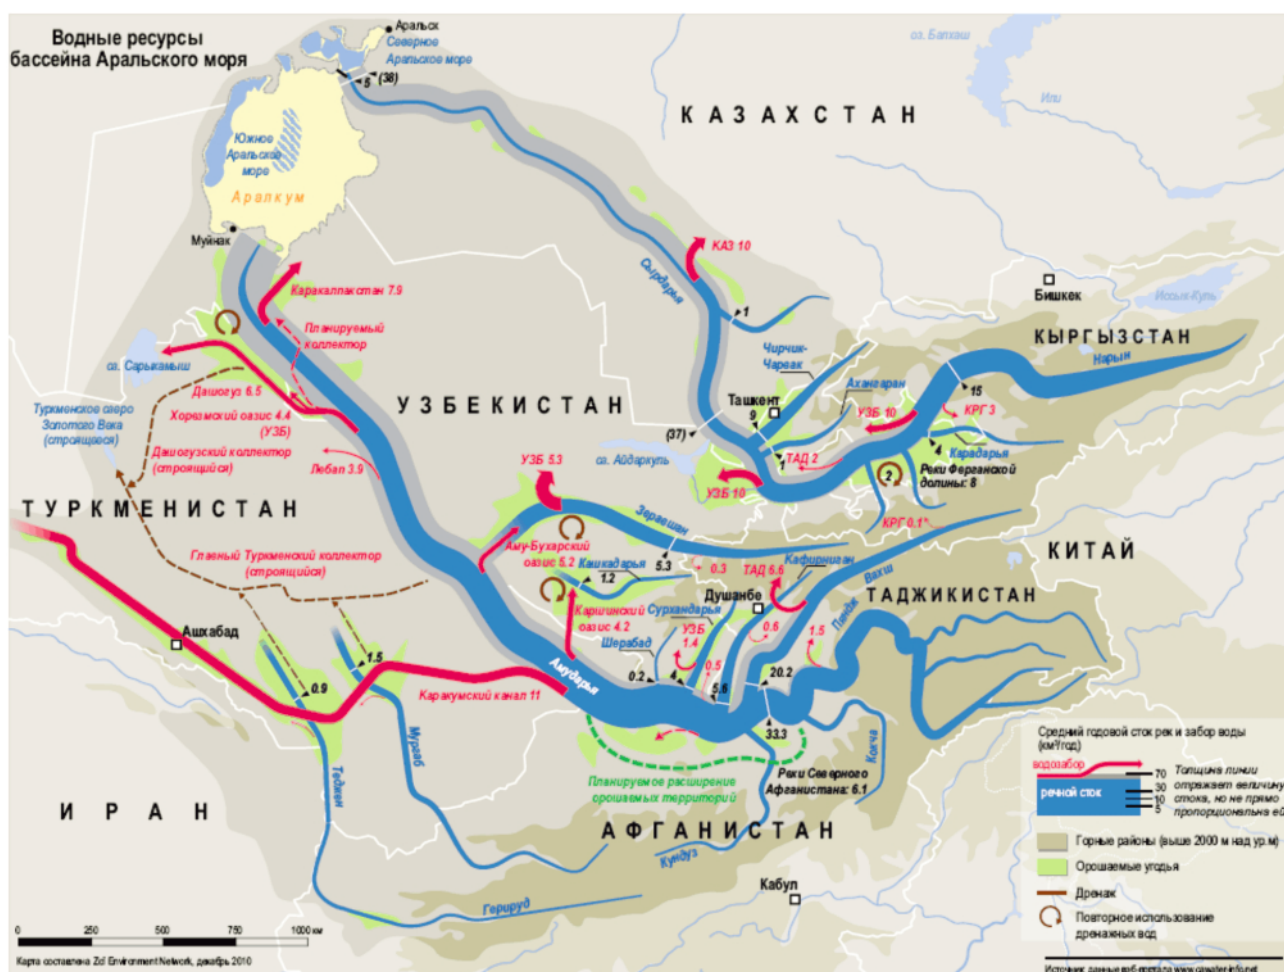 Водные ресурсы
бассейна Аральского моря
Аральск
Северное
Аральское море
5
(38)
оз. Балхаш
Или
КАЗАХСТАН
Южное
Аральское
море
Аралкум
Муйнак
Каракалпакстан 7.9
Планируемый
коллектор
оз. Сарыкамыш
Дашогуз 6.5
Хорезмский оазис 4.4
(УЗБ)
Туркменское озеро
Золотого Века
(строящееся)
Дашогузский коллектор
(строящийся)
Лебап 3.9
КАЗ 10
Сырдарья
1
Чирчик-
Чарвак
Ахангаран
Ташкент
9
1
(37)
оз. Айдаркуль
УЗБЕКИСТАН
Бишкек
Иссык-Куль
КЫРГЫЗСТАН
Нарын
15
КРГ 3
УЗБ 10
ТАД 2
УЗБ 10
4
Карадарья
2
Реки Ферганской
долины: 8
КРГ 0.1
КИТАЙ
УЗБ 5.3
Зеравшан
5.3
0.3
Аму-Бухарский
оазис 5.2
Кашкадарья
1.2
Каршинский
оазис 4.2
Шерабад
0.2
Сурхандарья
УЗБ
1.4
4
0.5
5.6
Душанбе
ТАД 6.6
Кафирниган
0.6
Вахш
1.5
Пяндж
20.2
33.3
ТАДЖИКИСТАН
ТУРКМЕНИСТАН
Главный Туркменский коллектор
(строящийся)
Ашхабад
0.9
1.5
Каракумский канал 11
Амударья
Мургаб
Теджен
Планируемое расширение
орошаемых территорий
Реки Северного
Афганистана: 6.1
Кокча
Кундуз
ИРАН
АФГАНИСТАН
Кабул
Герируд
Средний годовой сток рек и забор воды
(км³/год)
водозабор
речной сток
70
30
10
5
Толщина линии
отражает величину
стока, но не прямо
пропорциональна ей
Горные районы (выше 2000 м над ур.м)
Орошаемые угодья
Дренаж
Повторное использование
дренажных вод
0 250 500 750 1000 км
Карта составлена Zoï Environment Network, декабрь 2010
Источник: данные веб-портала www.cawater-info.net